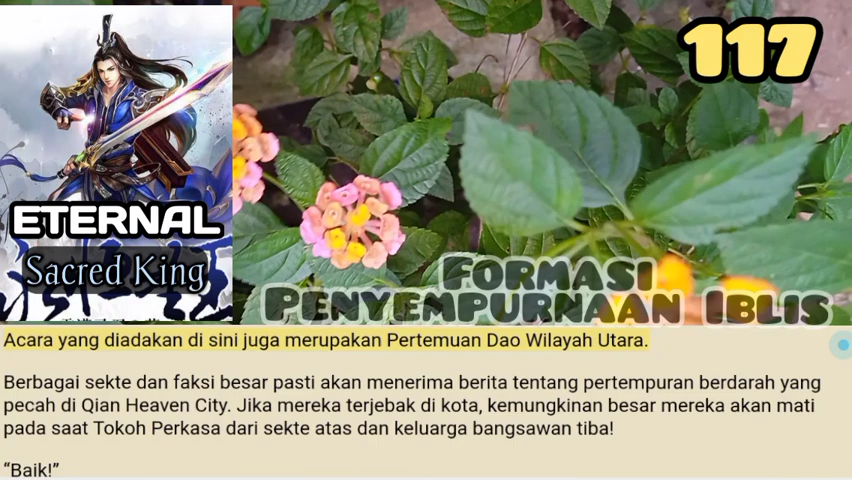 117
ETERNAL
Sacred King
FORMASI
PENYEMPURNAAN IBLIS
Acara yang diadakan di sini juga merupakan Pertemuan Dao Wilayah Utara.
Berbagai sekte dan faksi besar pasti akan menerima berita tentang pertempuran berdarah yang
pecah di Qian Heaven City. Jika mereka terjebak di kota, kemungkinan besar mereka akan mati
pada saat Tokoh Perkasa dari sekte atas dan keluarga bangsawan tiba!
“Baik!”